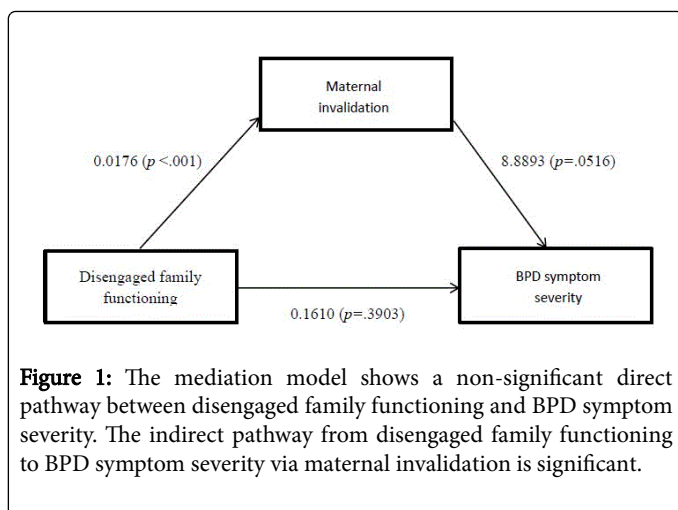 Maternal
invalidation
0.0176 (p <.001)
8.8893 (p=.0516)
Disengaged family
functioning
BPD symptom
severity
0.1610 (p=.3903)
Figure 1: The mediation model shows a non-significant direct
pathway between disengaged family functioning and BPD symptom
severity. The indirect pathway from disengaged family functioning
to BPD symptom severity via maternal invalidation is significant.